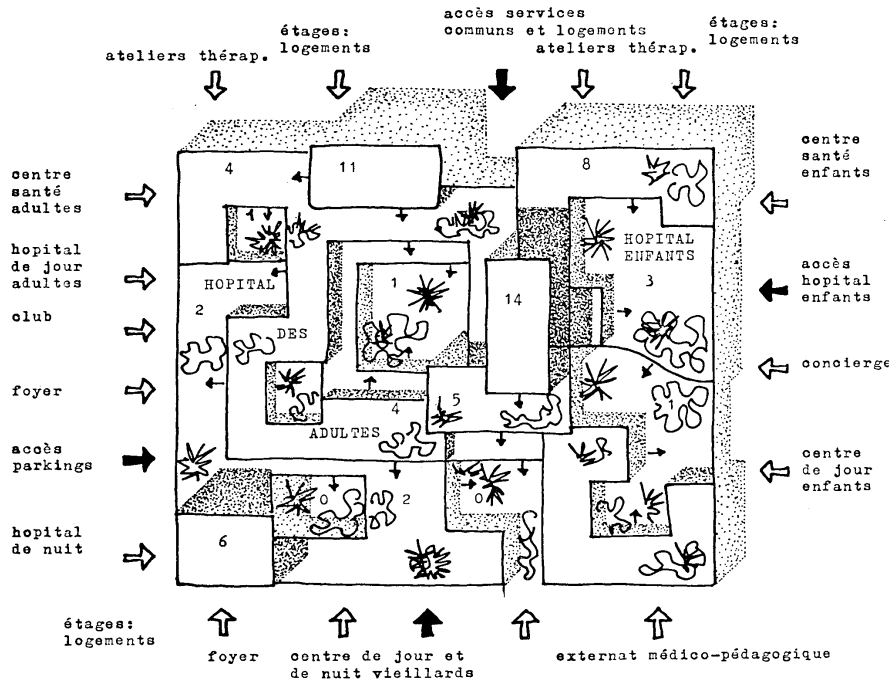 accès services
communs et logements
étages:
logements
étages:
logements
ateliers thérap.
ateliers thérap.
centre
santé
adultes
hopital
de jour
adultes
club
foyer
accès
parkings
hopital
de nuit
4
11
8
HOPITAL
ENFANTS
3
1
14
HOPITAL
2
DES
4
5
1
ADULTES
0
2
0
6
centre
santé
enfants
accès
hopital
enfants
concierge
centre
de jour
enfants
étages:
logements
foyer
centre de jour et
de nuit vieillards
externat médico-pédagogique